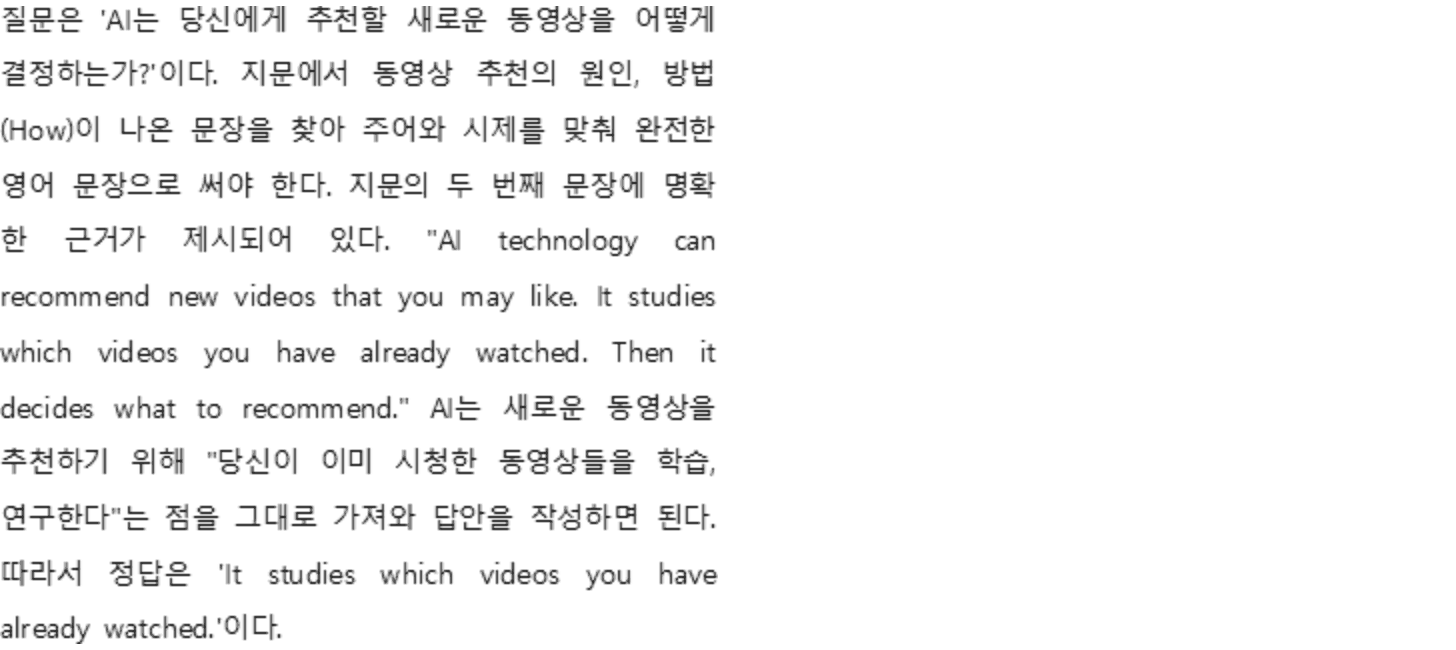 질문은 'AI는 당신에게 추천할 새로운 동영상을 어떻게
결정하는가?'이다. 지문에서 동영상 추천의 원인, 방법
(How)이 나온 문장을 찾아 주어와 시제를 맞춰 완전한
영어 문장으로 써야 한다. 지문의 두 번째 문장에 명확
한 근거가 제시되어 있다. "AI technology can
recommend new videos that you may like. It studies
which videos you have already watched. Then it
decides what to recommend." AI는 새로운 동영상을
추천하기 위해 "당신이 이미 시청한 동영상들을 학습,
연구한다"는 점을 그대로 가져와 답안을 작성하면 된다.
따라서 정답은 'It studies which videos you have
already watched.'이다.